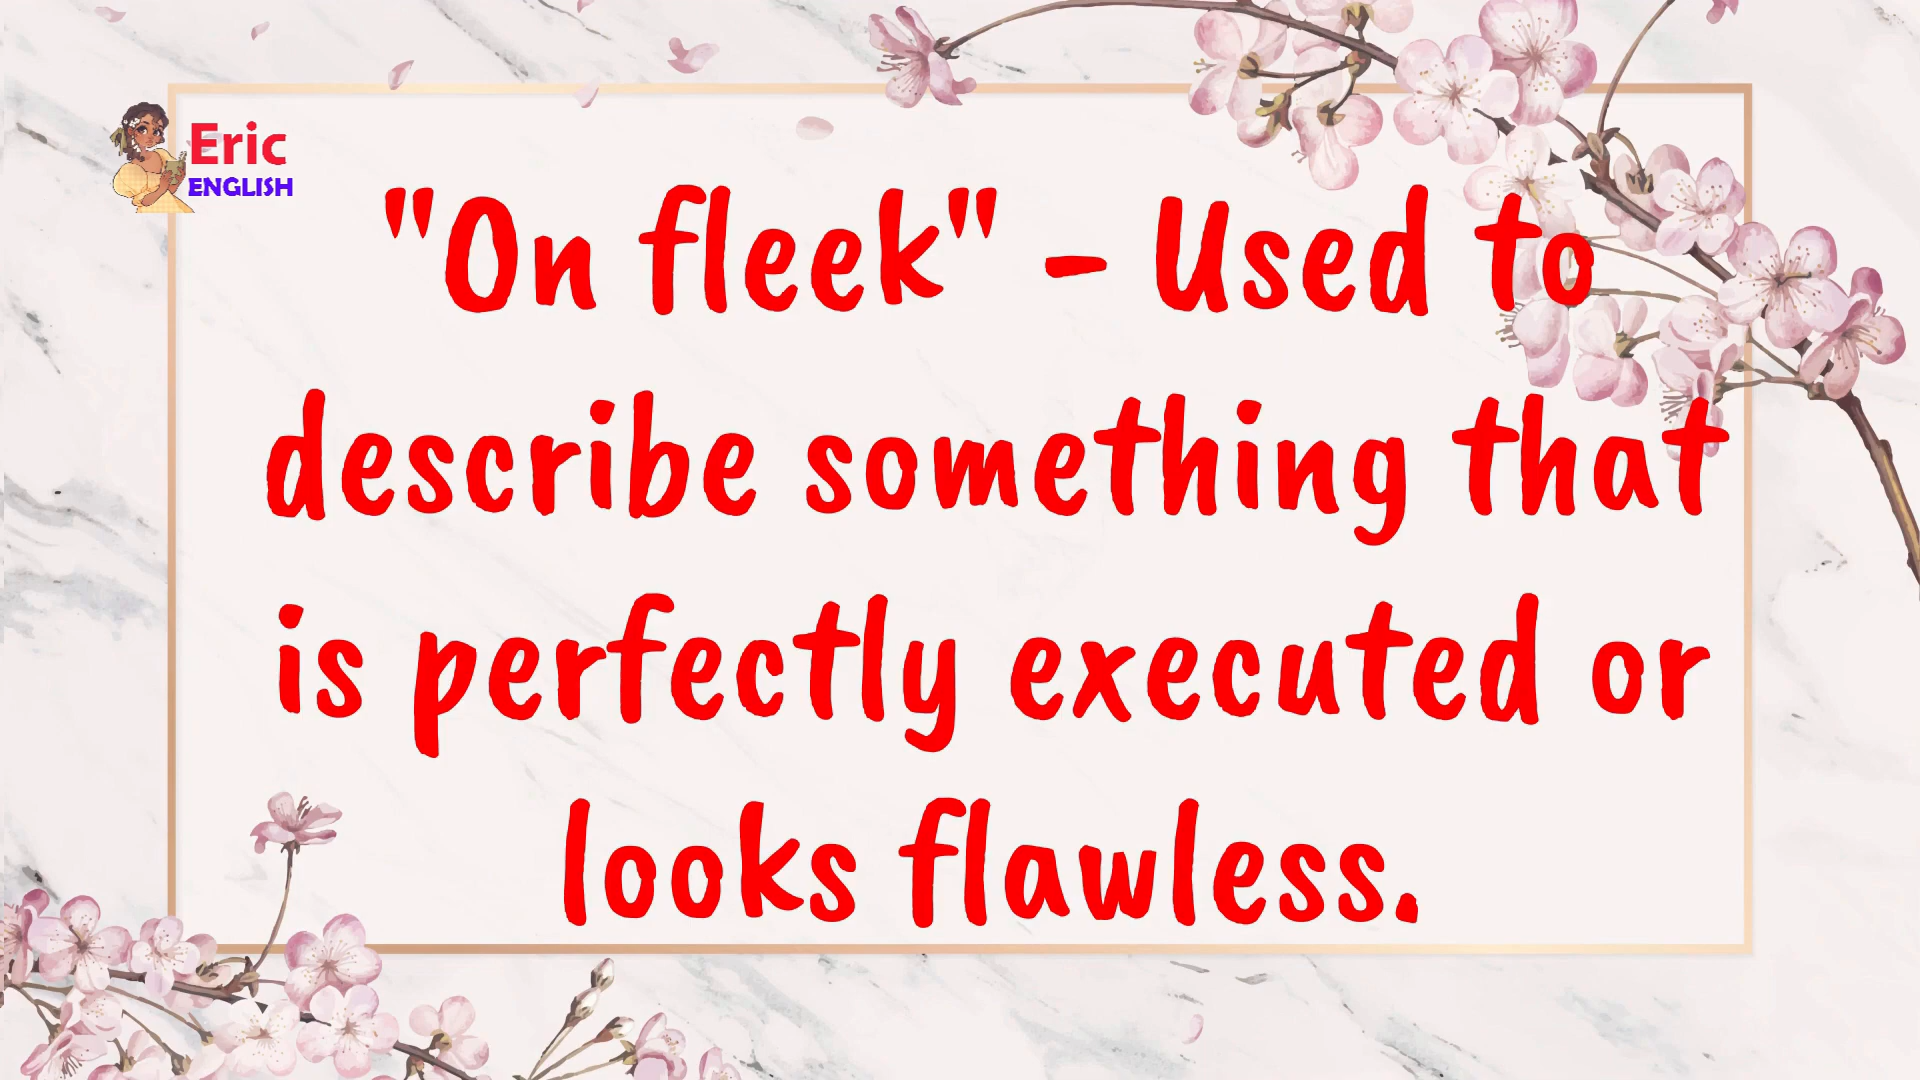 Eric
ENGLISH
"On fleek" - Used to
describe something that
is perfectly executed or
looks flawless.